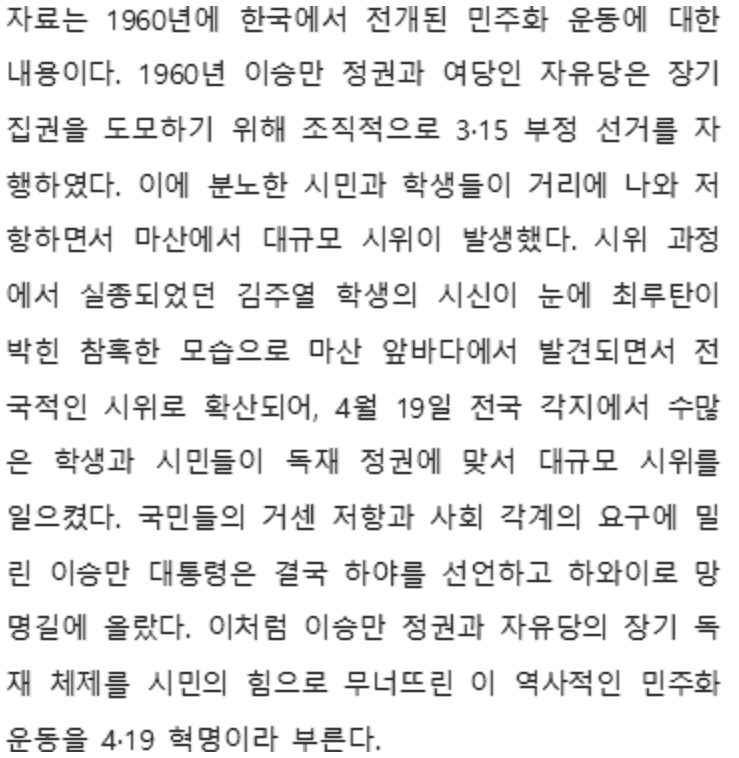 자료는 1960년에 한국에서 전개된 민주화 운동에 대한
내용이다. 1960년 이승만 정권과 여당인 자유당은 장기
집권을 도모하기 위해 조직적으로 3·15 부정 선거를 자
행하였다. 이에 분노한 시민과 학생들이 거리에 나와 저
항하면서 마산에서 대규모 시위이 발생했다. 시위 과정
에서 실종되었던 김주열 학생의 시신이 눈에 최루탄이
박힌 참혹한 모습으로 마산 앞바다에서 발견되면서 전
국적인 시위로 확산되어, 4월 19일 전국 각지에서 수많
은 학생과 시민들이 독재 정권에 맞서 대규모 시위를
일으켰다. 국민들의 거센 저항과 사회 각계의 요구에 밀
린 이승만 대통령은 결국 하야를 선언하고 하와이로 망
명길에 올랐다. 이처럼 이승만 정권과 자유당의 장기 독
재 체제를 시민의 힘으로 무너뜨린 이 역사적인 민주화
운동을 4·19 혁명이라 부른다.